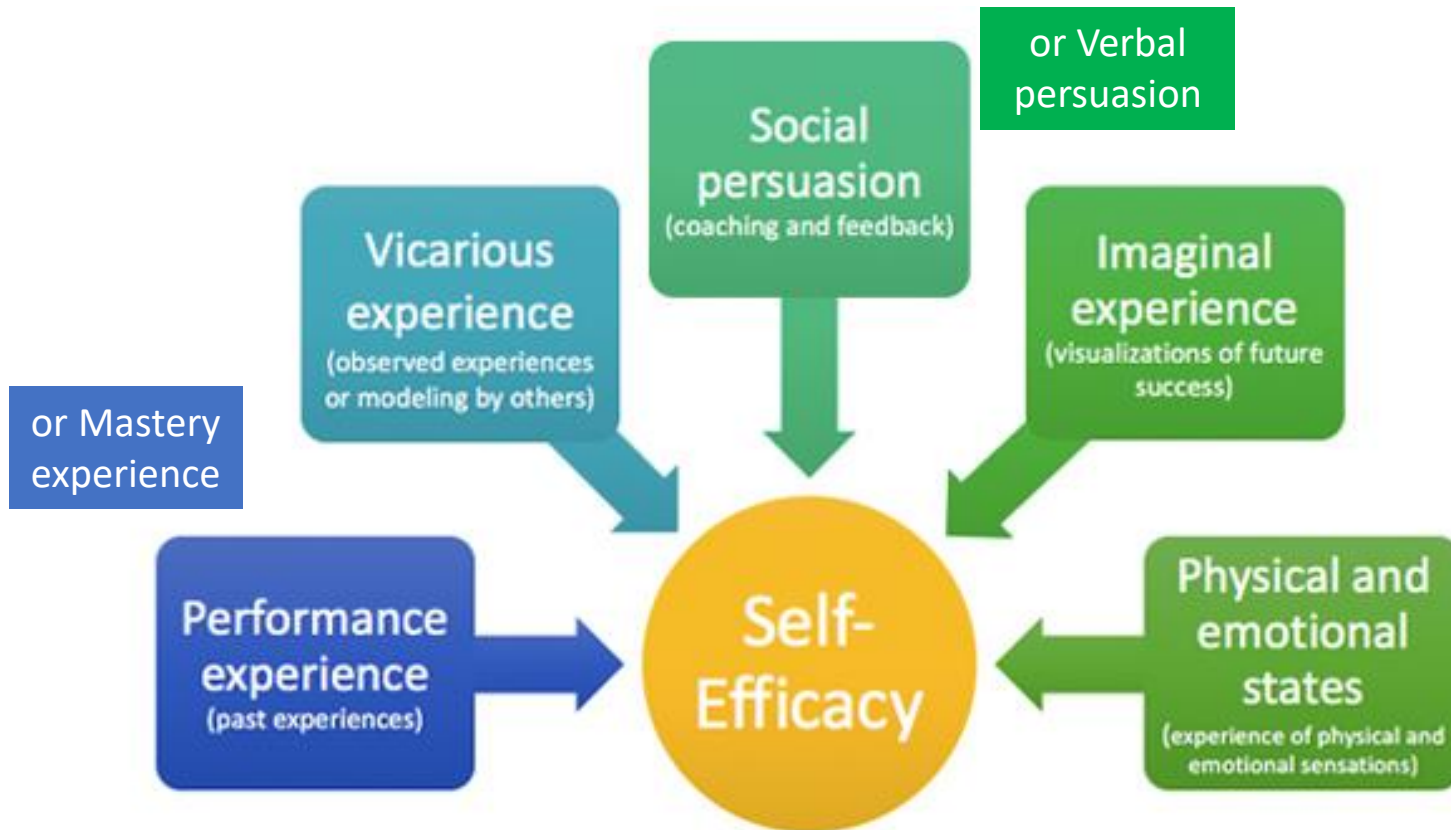 or Verbal
persuasion
Social
persuasion
(coaching and feedback)
Vicarious
experience
(observed experiences
or modeling by others)
Imaginal
experience
(visualizations of future
success)
or Mastery
experience
Performance
experience
(past experiences)
Self-
Efficacy
Physical and
emotional
states
(experience of physical and
emotional sensations)